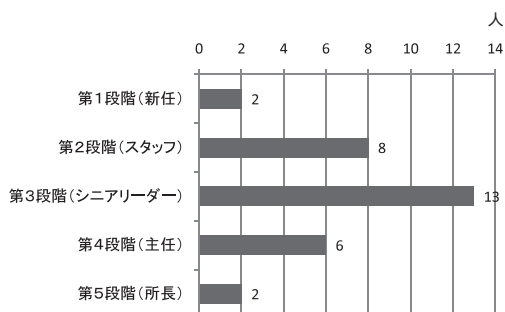 人
0 2 4 6 8 10 12 14
第１段階（新任） 2
第２段階（スタッフ） 8
第３段階（シニアリーダー） 13
第４段階（主任） 6
第５段階（所長） 2